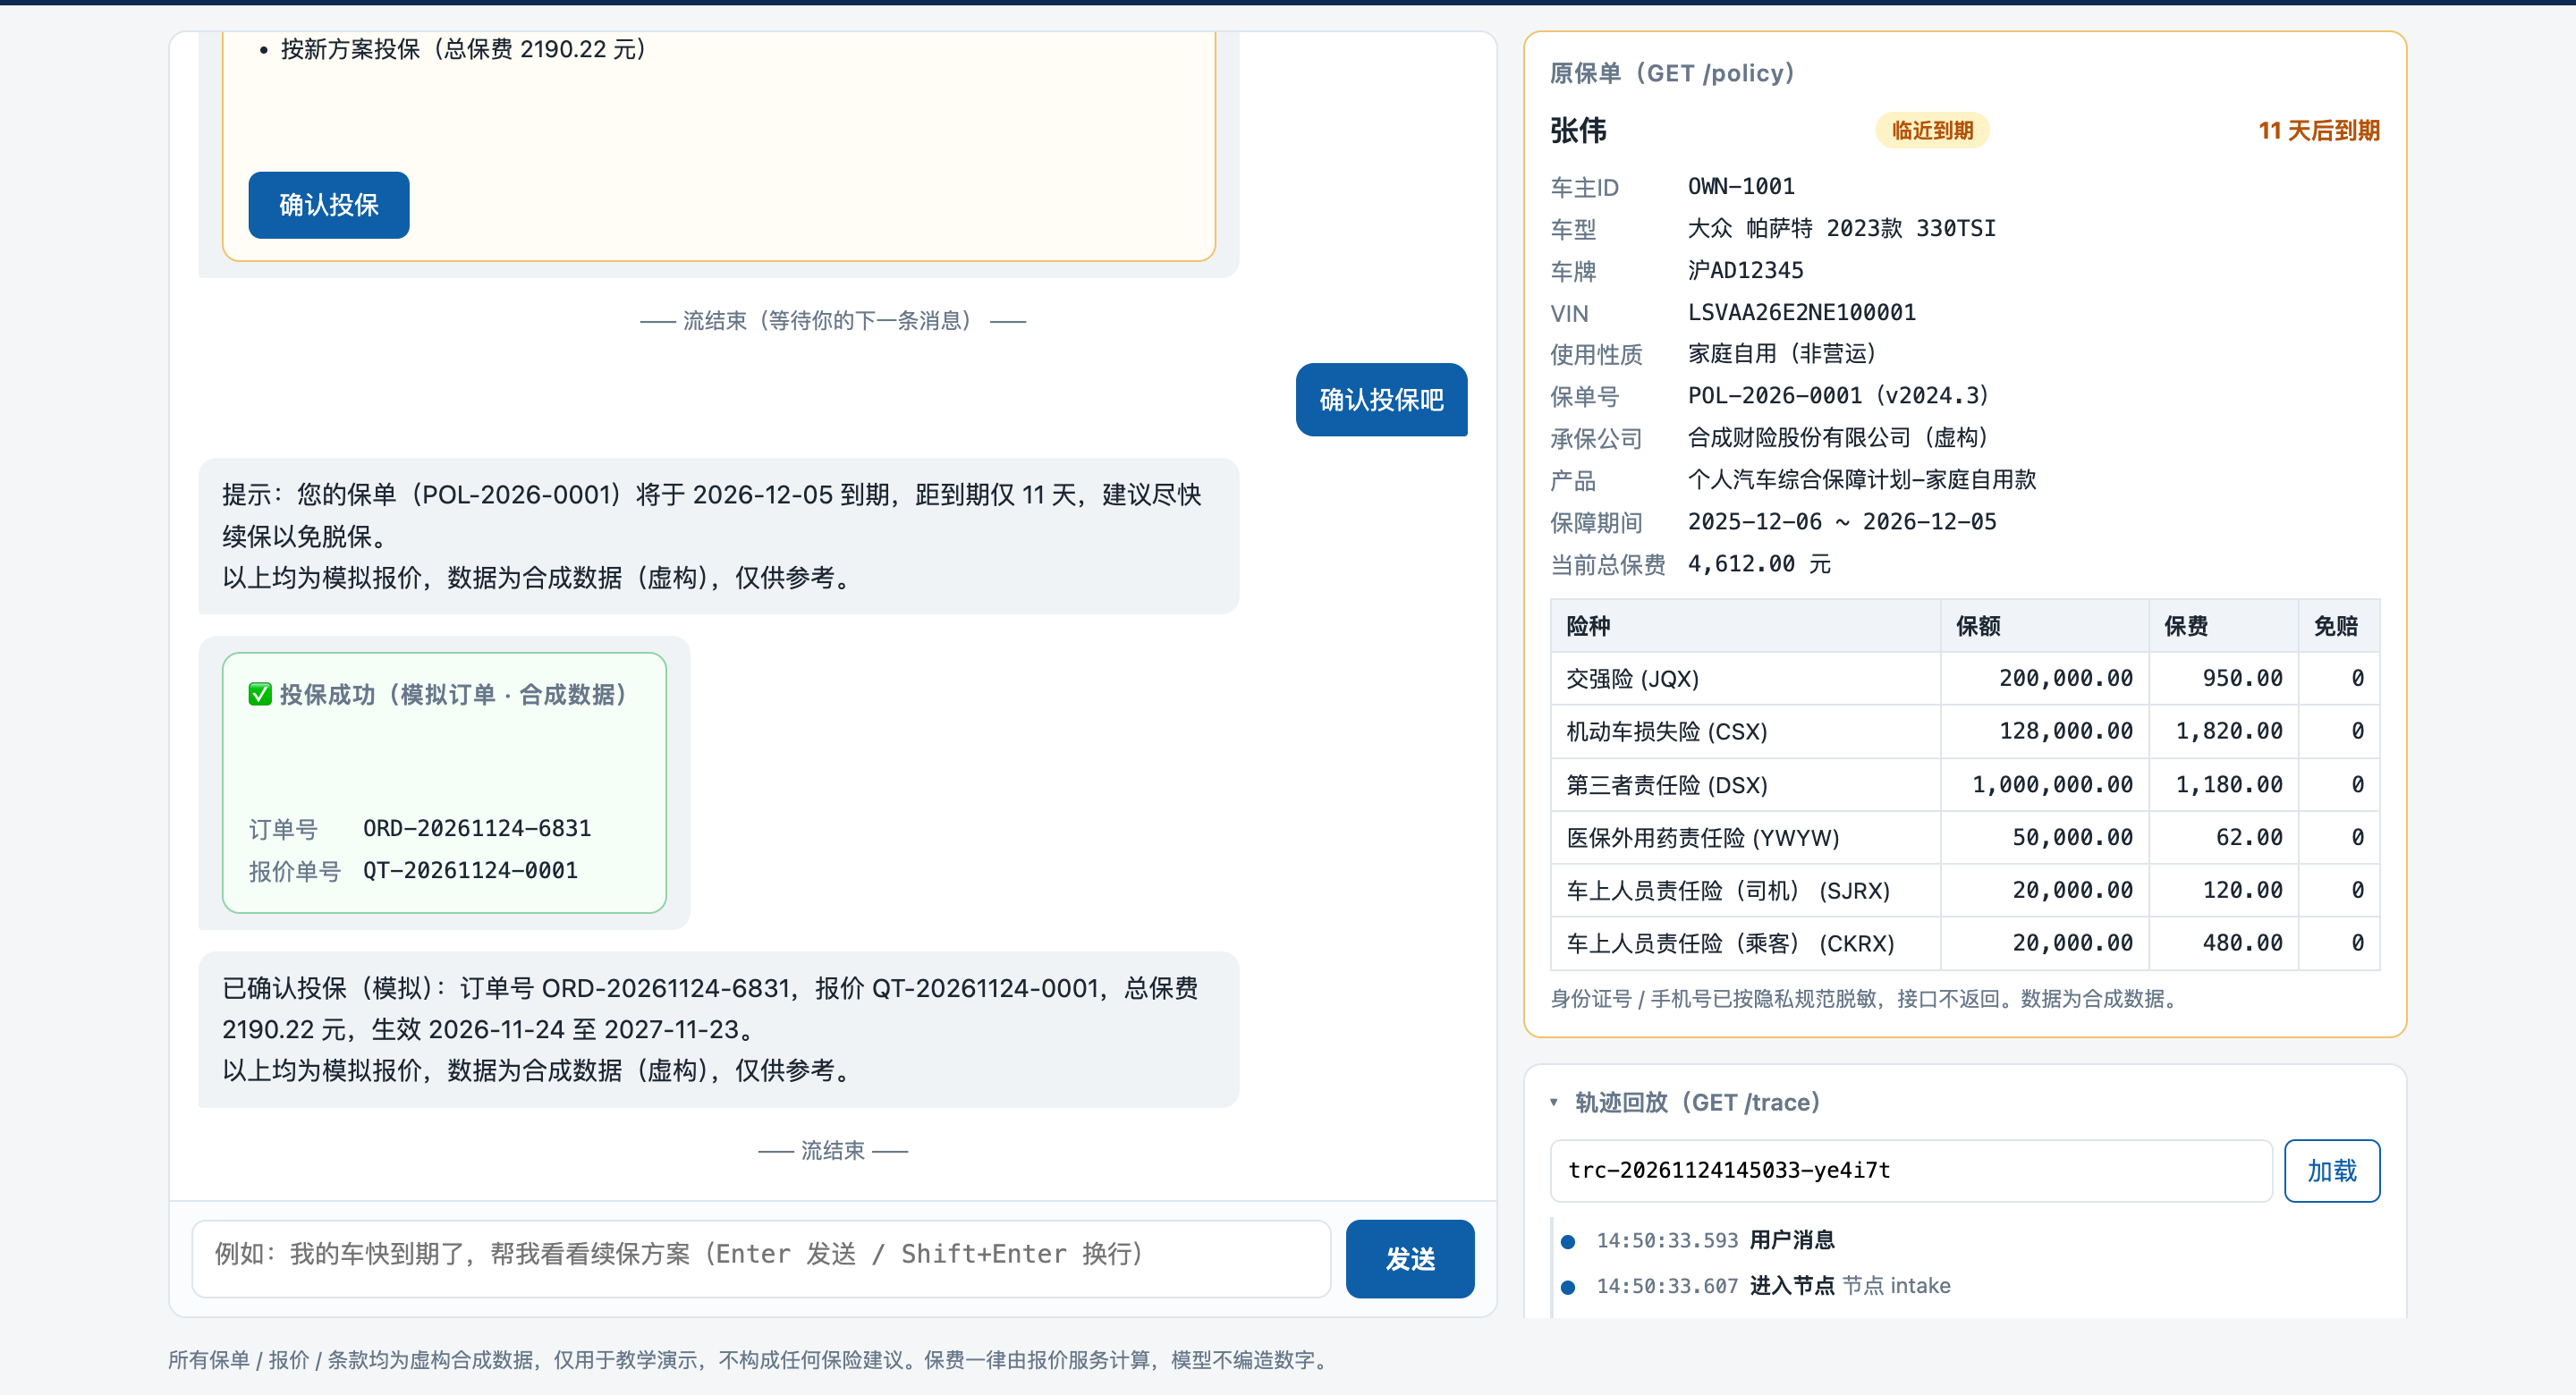 • 按新方案投保（总保费 2190.22 元）
确认投保
—— 流结束（等待你的下一条消息） ——
确认投保吧
提示：您的保单（POL-2026-0001）将于 2026-12-05 到期，距到期仅 11 天，建议尽快
续保以免脱保。
以上均为模拟报价，数据为合成数据（虚构），仅供参考。
✅ 投保成功（模拟订单 · 合成数据）
订单号 ORD-20261124-6831
报价单号 QT-20261124-0001
已确认投保（模拟）：订单号 ORD-20261124-6831，报价 QT-20261124-0001，总保费
2190.22 元，生效 2026-11-24 至 2027-11-23。
以上均为模拟报价，数据为合成数据（虚构），仅供参考。
—— 流结束 ——
例如：我的车快到期了，帮我看看续保方案（Enter 发送 / Shift+Enter 换行）
发送
原保单（GET /policy）
张伟 临近到期 11 天后到期
车主ID OWN-1001
车型 大众 帕萨特 2023款 330TSI
车牌 沪AD12345
VIN LSVAA26E2NE100001
使用性质 家庭自用（非营运）
保单号 POL-2026-0001（v2024.3）
承保公司 合成财险股份有限公司（虚构）
产品 个人汽车综合保障计划-家庭自用款
保障期间 2025-12-06 ~ 2026-12-05
当前总保费 4,612.00 元
险种 保额 保费 免赔
交强险 (JQX) 200,000.00 950.00 0
机动车损失险 (CSX) 128,000.00 1,820.00 0
第三者责任险 (DSX) 1,000,000.00 1,180.00 0
医保外用药责任险 (YWYW) 50,000.00 62.00 0
车上人员责任险（司机） (SJRX) 20,000.00 120.00 0
车上人员责任险（乘客） (CKRX) 20,000.00 480.00 0
身份证号 / 手机号已按隐私规范脱敏，接口不返回。数据为合成数据。
▼ 轨迹回放（GET /trace）
trc-20261124145033-ye4i7t 加载
14:50:33.593 用户消息
14:50:33.607 进入节点 节点 intake
所有保单 / 报价 / 条款均为虚构合成数据，仅用于教学演示，不构成任何保险建议。保费一律由报价服务计算，模型不编造数字。